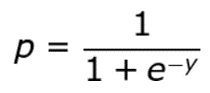 p = 1 / (1 + e^{-y})